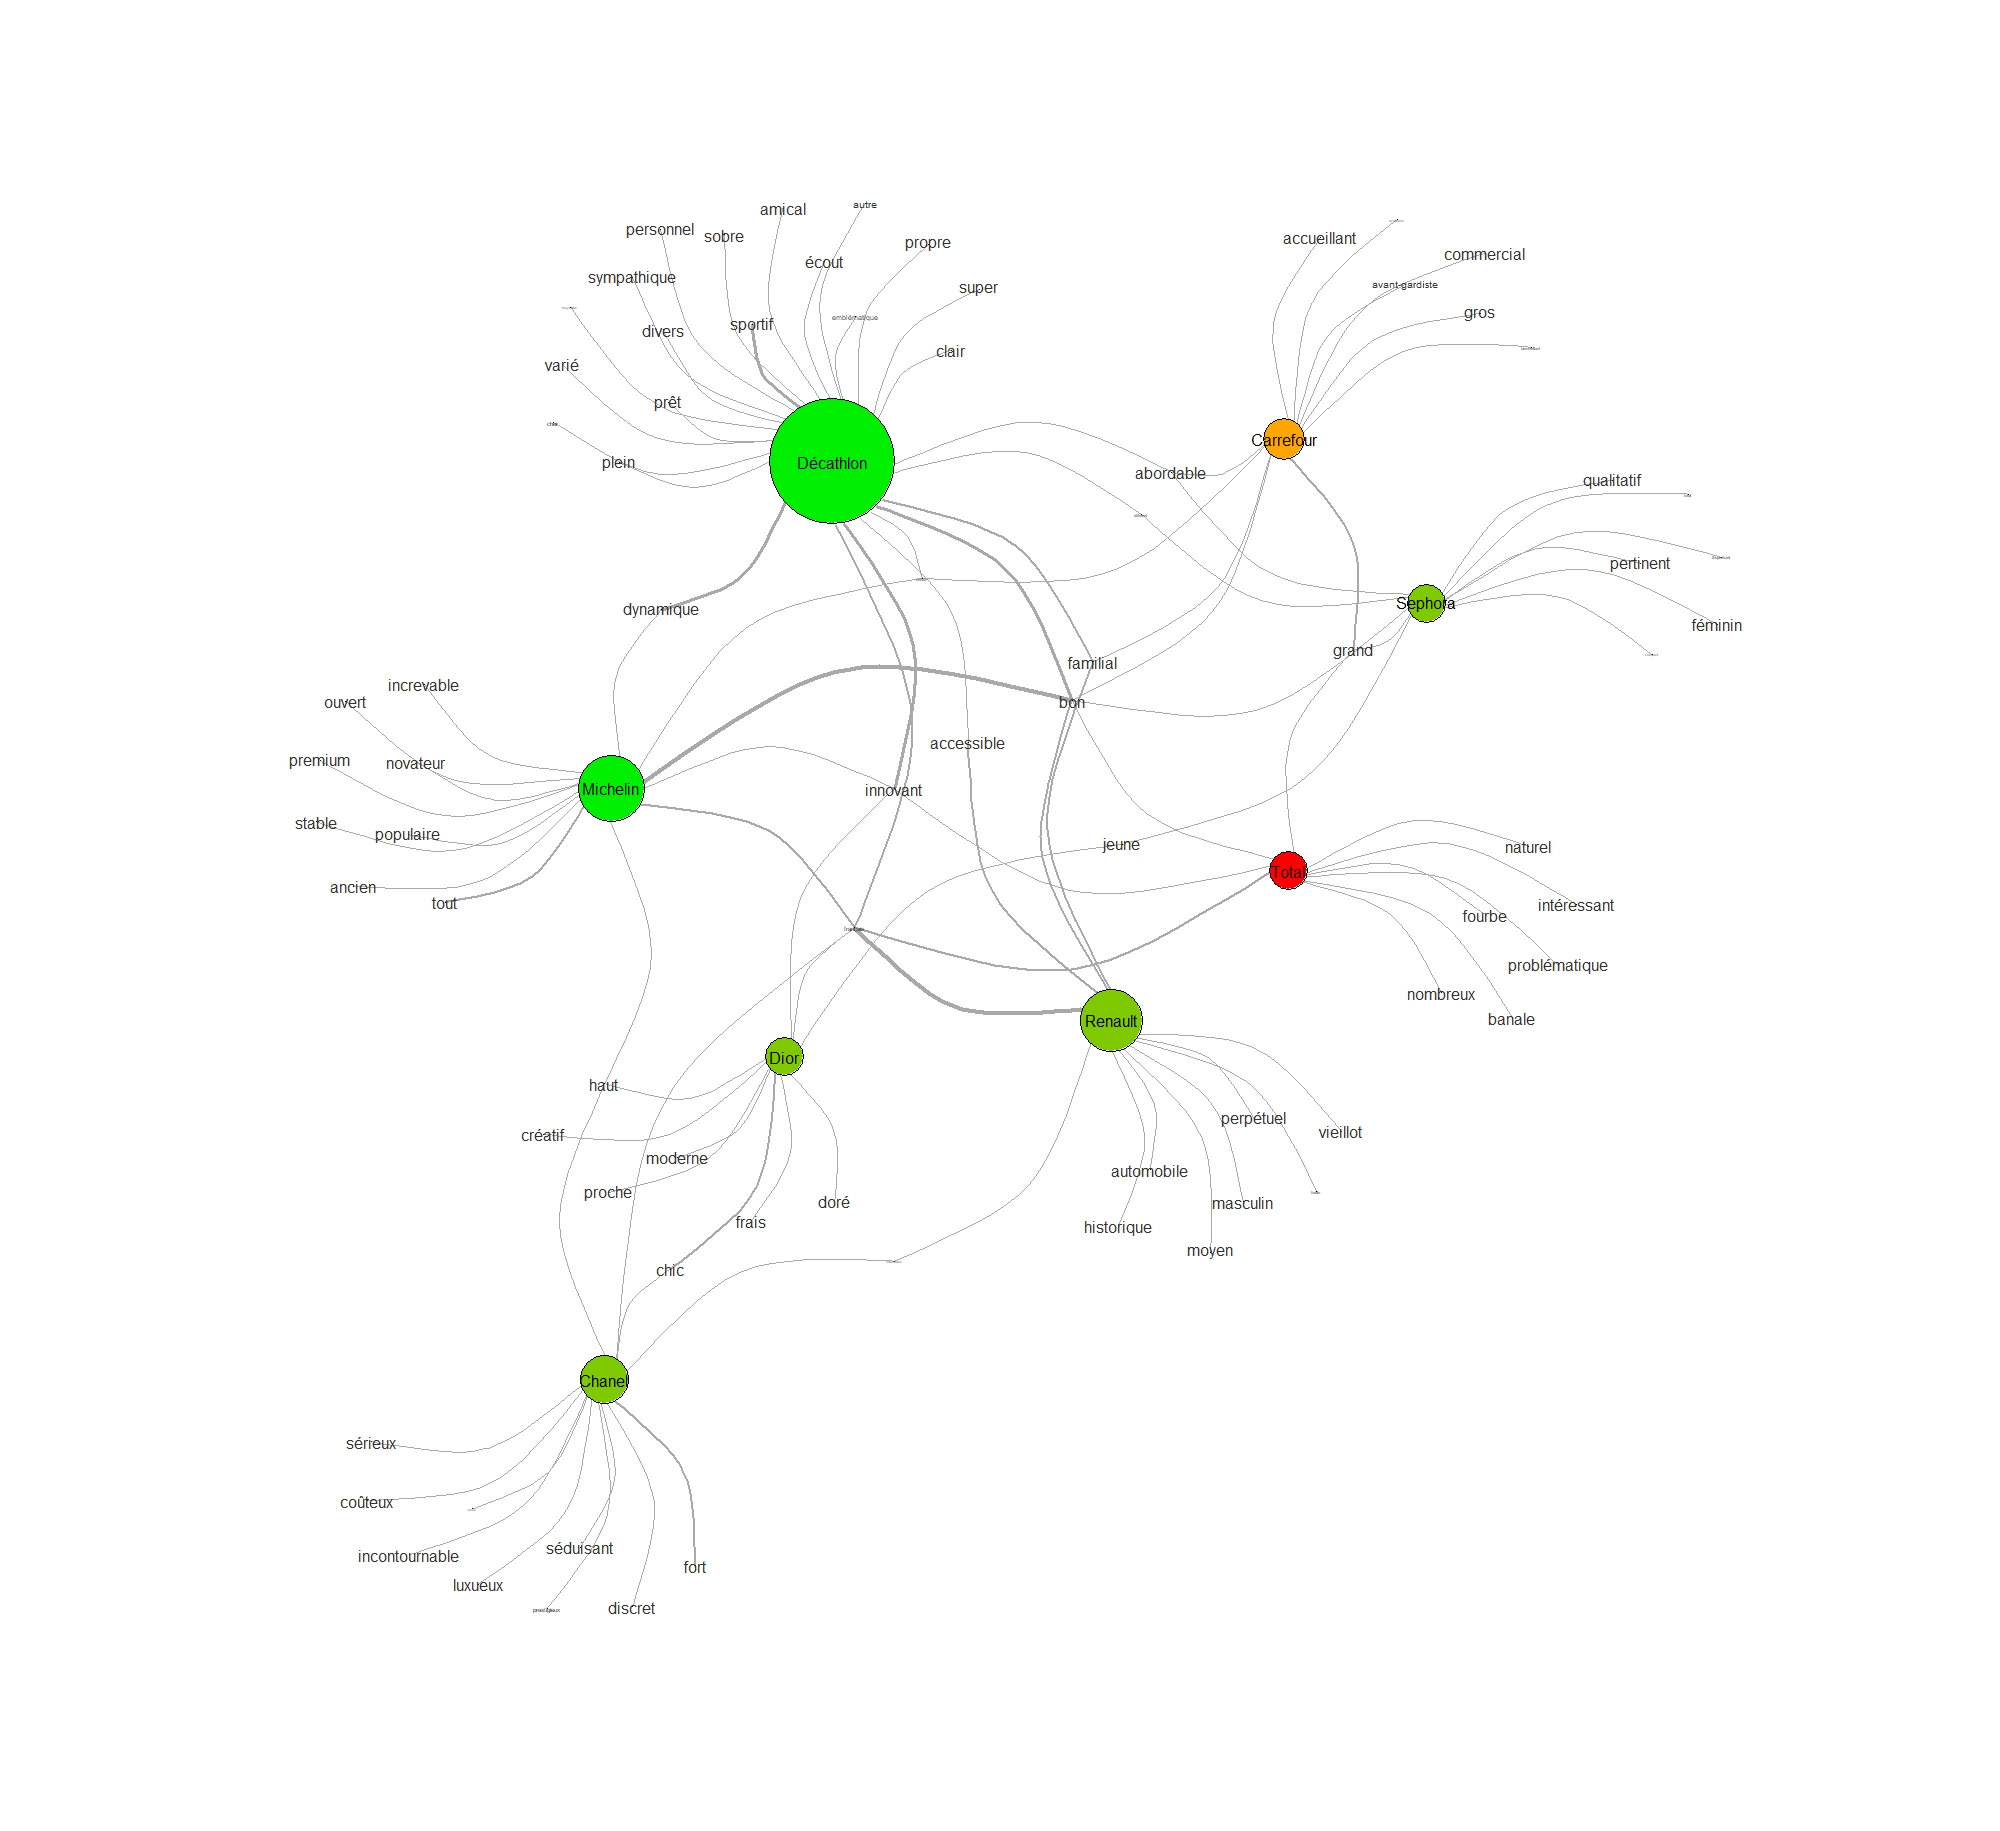 autre
amical
personnel
sobre
accueillant
propre
commercial
écout
sympathique
avant-gardiste
super
gros
emblématique
sportif
divers
clair
varié
prêt
Carrefour
plein
Décathlon
abordable
qualitatif
pertinent
Sephora
dynamique
féminin
grand
familial
increvable
bon
ouvert
accessible
premium
novateur
Michelin
innovant
stable
populaire
jeune
naturel
Total
ancien
tout
intéressant
fourbe
problématique
nombreux
banale
Renault
Dior
haut
perpétuel
vieillot
créatif
moderne
automobile
proche
doré
masculin
frais
historique
moyen
chic
Chanel
sérieux
coûteux
séduisant
incontournable
fort
luxueux
discret
prestigieux